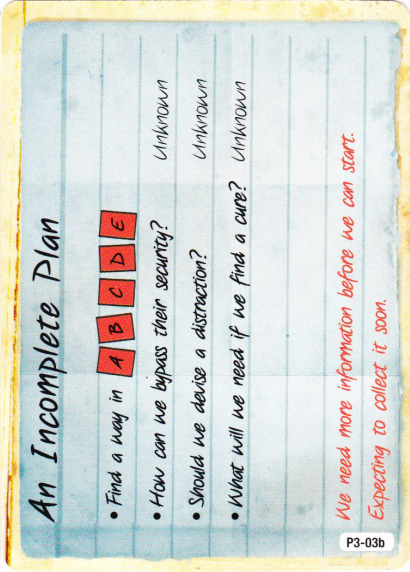 An Incomplete Plan
• Find a way in A B C D E
• How can we bypass their security? Unknown
• Should we devise a distraction? Unknown
• What will we need if we find a cure? Unknown
We need more information before we can start.
Expecting to collect it soon.
P3-03b